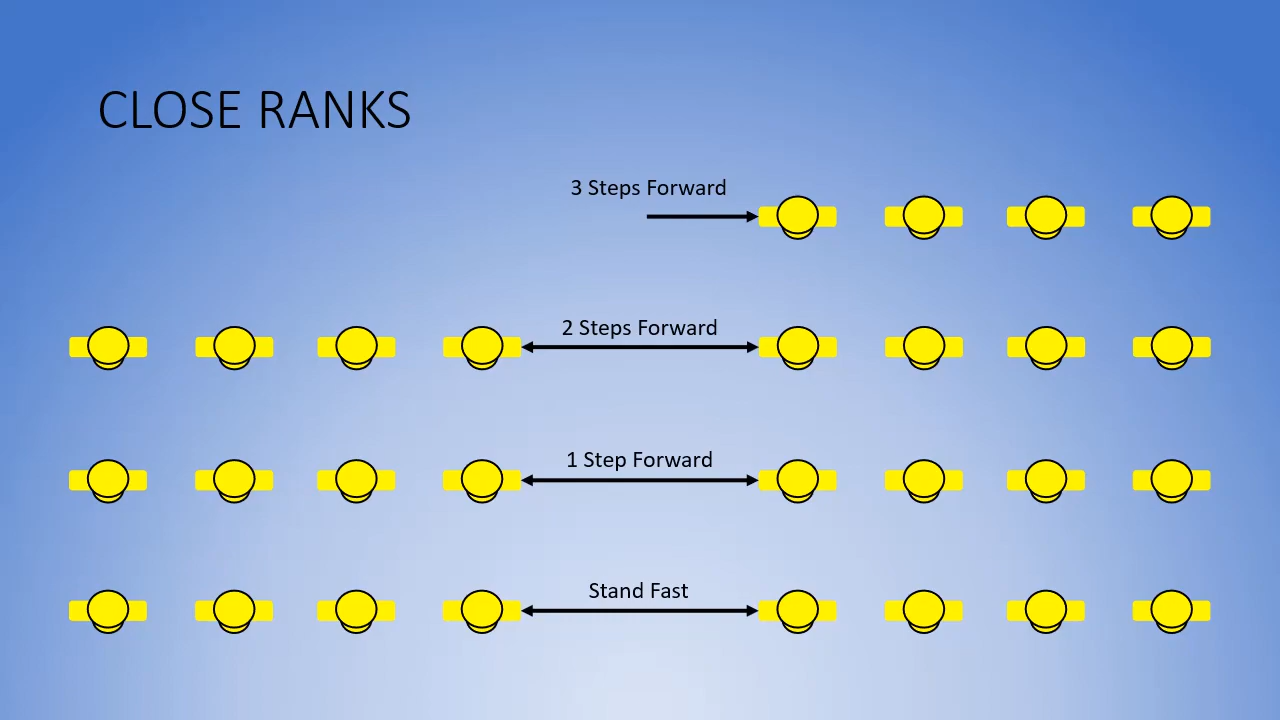 CLOSE RANKS
3 Steps Forward
2 Steps Forward
1 Step Forward
Stand Fast